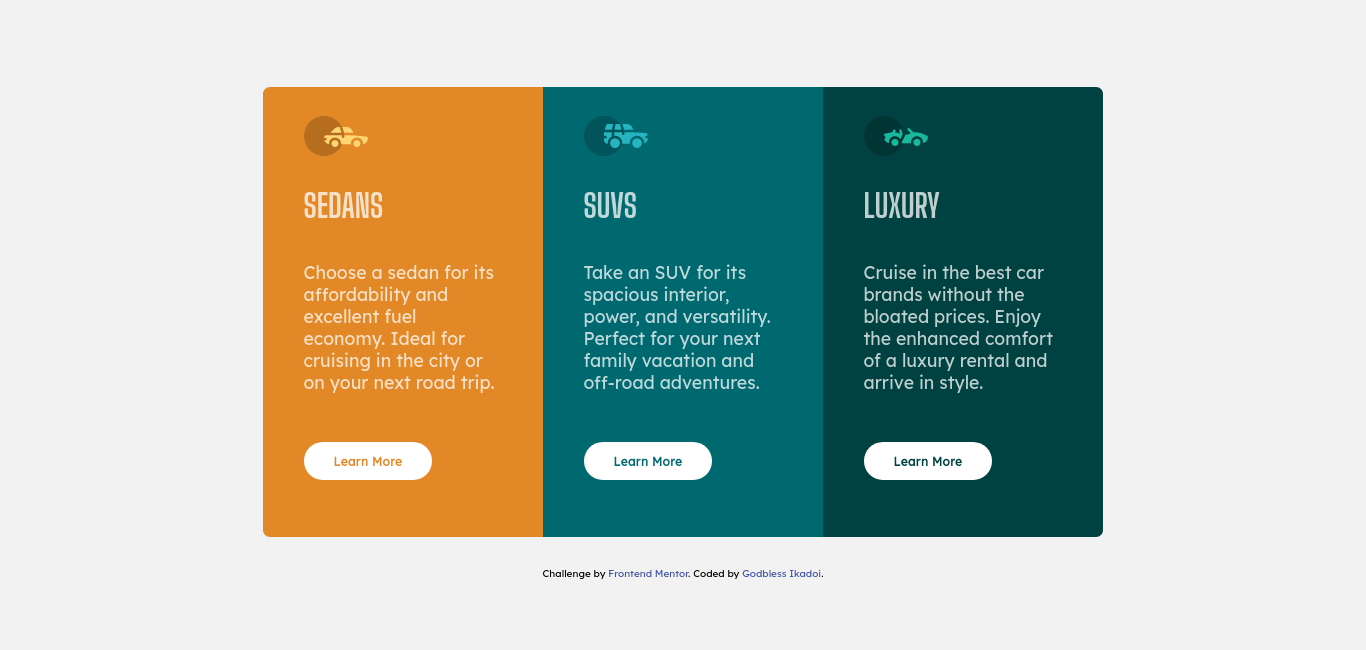 SEDANS
Choose a sedan for its
affordability and
excellent fuel
economy. Ideal for
cruising in the city or
on your next road trip.
Learn More
SUVS
Take an SUV for its
spacious interior,
power, and versatility.
Perfect for your next
family vacation and
off-road adventures.
Learn More
LUXURY
Cruise in the best car
brands without the
bloated prices. Enjoy
the enhanced comfort
of a luxury rental and
arrive in style.
Learn More
Challenge by Frontend Mentor. Coded by Godbless Ikadoi.